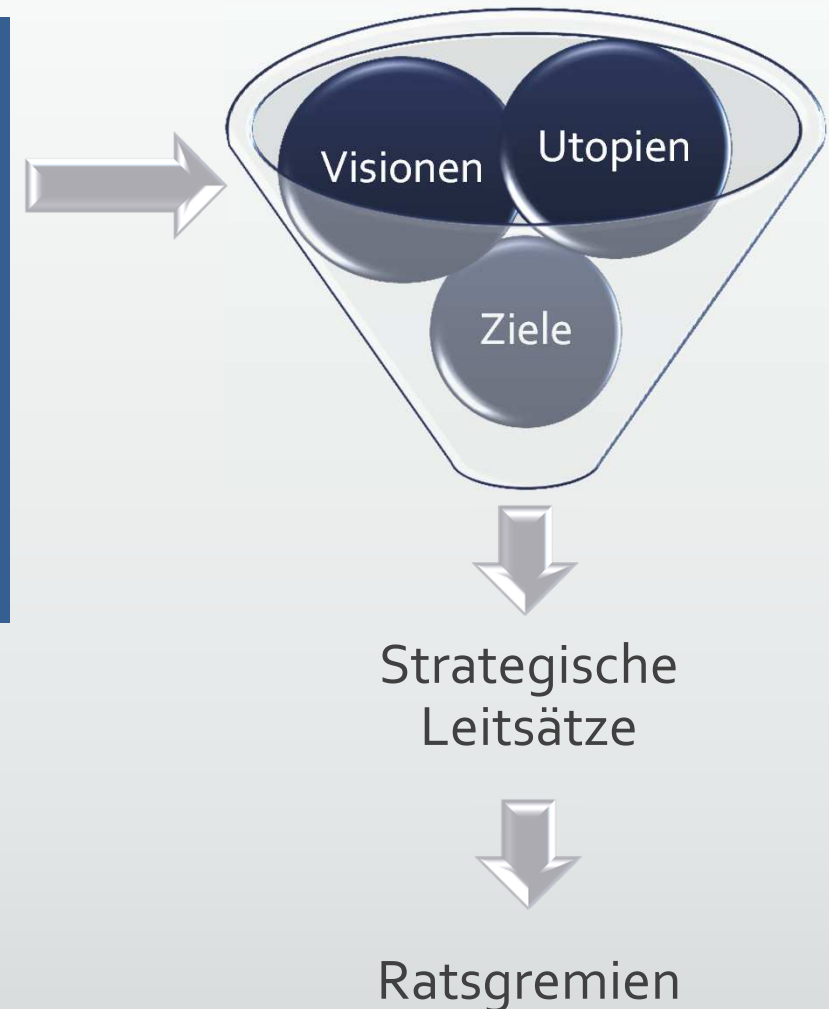 Visionen
Utopien
Ziele
Strategische
Leitsätze
Ratsgremien